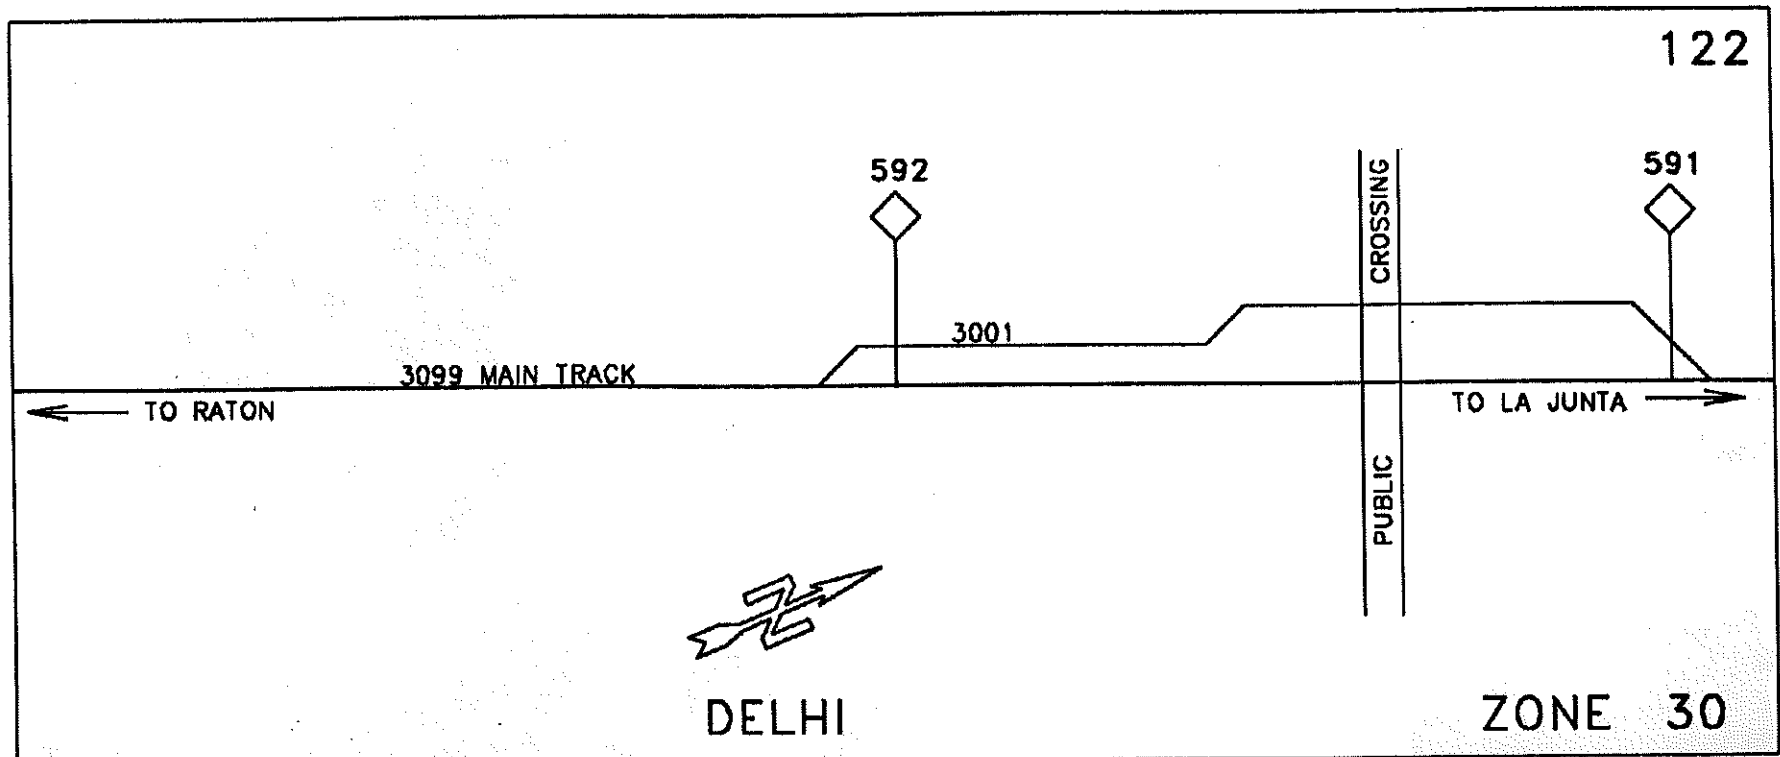 122
592
591
CROSSING
3001
3099 MAIN TRACK
TO RATON
TO LA JUNTA
PUBLIC
N
DELHI
ZONE 30